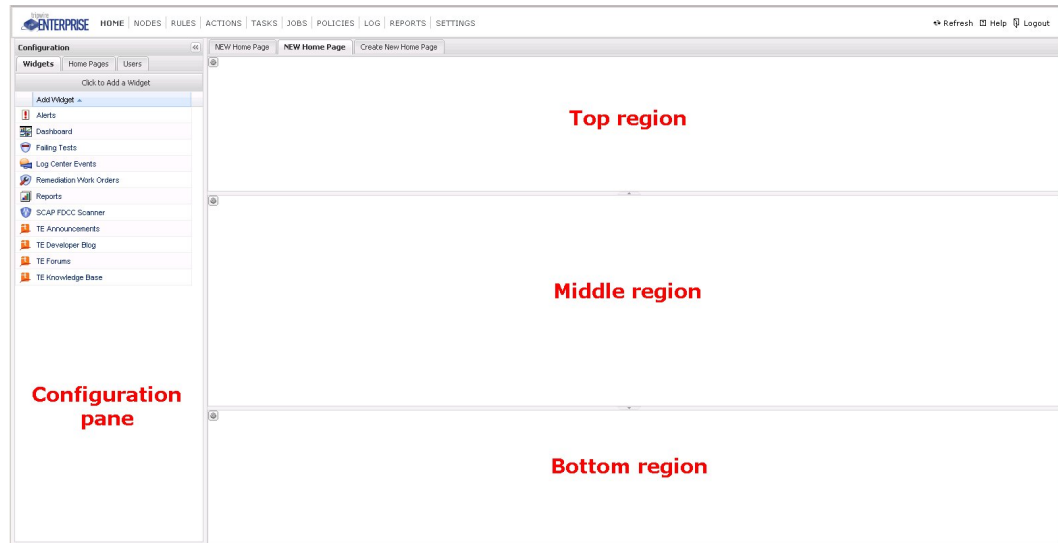 tripwire
ENTERPRISE HOME NODES RULES ACTIONS TASKS JOBS POLICIES LOG REPORTS SETTINGS Refresh Help Logout
Configuration
NEW Home Page NEW Home Page Create New Home Page
Widgets Home Pages Users
Click to Add a Widget
Add Widget
Alerts
Dashboard
Failing Tests
Log Center Events
Remediation Work Orders
Reports
SCAP FDCC Scanner
TE Announcements
TE Developer Blog
TE Forums
TE Knowledge Base
Top region
Middle region
Configuration
pane
Bottom region